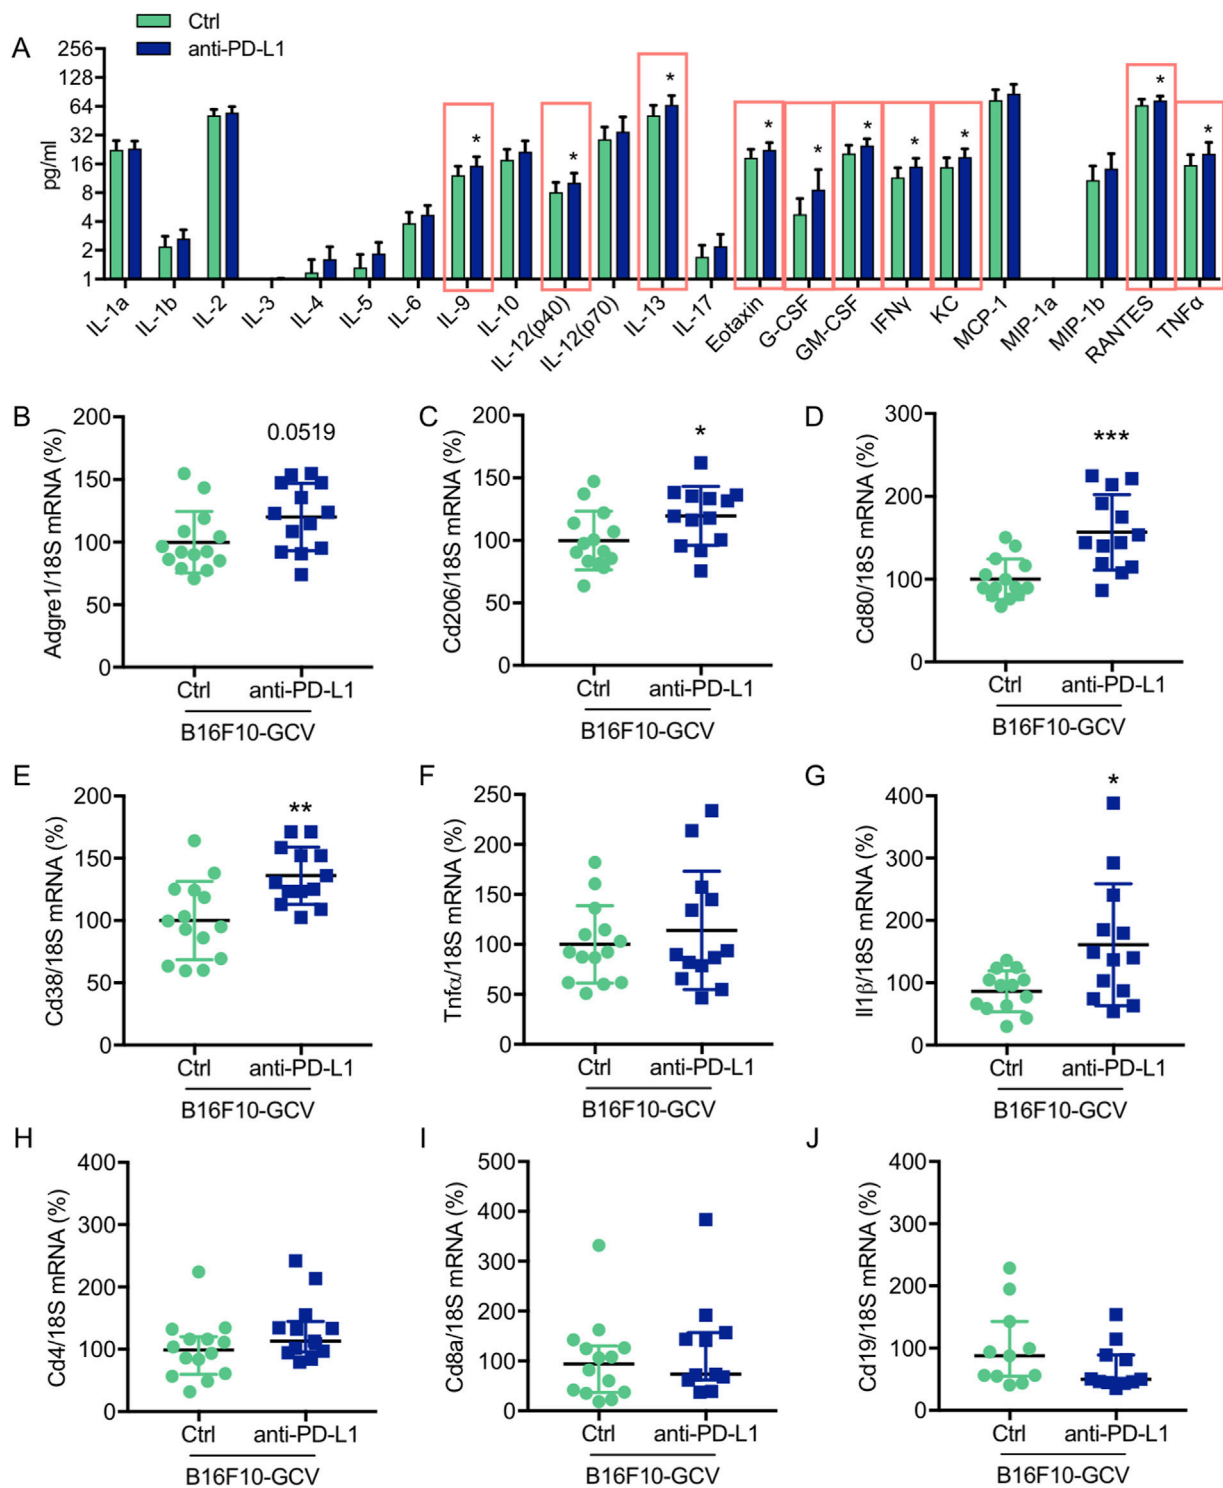 Ctrl
anti-PD-L1
A
256
128
64
32
16
8
4
2
1
pg/ml
* * * * * * * * * *
IL-1a IL-1b IL-2 IL-3 IL-4 IL-5 IL-6 IL-9 IL-10 IL-12(p40) IL-12(p70) IL-13 IL-17 Eotaxin G-CSF GM-CSF IFNγ KC MCP-1 MIP-1a MIP-1b RANTES TNFα
B
Adgre1/18S mRNA (%)
200
150
100
50
0
0.0519
Ctrl anti-PD-L1
B16F10-GCV
C
Cd206/18S mRNA (%)
200
150
100
50
0
*
Ctrl anti-PD-L1
B16F10-GCV
D
Cd80/18S mRNA (%)
300
200
100
0
***
Ctrl anti-PD-L1
B16F10-GCV
E
Cd38/18S mRNA (%)
200
150
100
50
0
**
Ctrl anti-PD-L1
B16F10-GCV
F
Tnfα/18S mRNA (%)
250
200
150
100
50
0
Ctrl anti-PD-L1
B16F10-GCV
G
Il1β/18S mRNA (%)
400
300
200
100
0
*
Ctrl anti-PD-L1
B16F10-GCV
H
Cd4/18S mRNA (%)
400
300
200
100
0
Ctrl anti-PD-L1
B16F10-GCV
I
Cd8a/18S mRNA (%)
500
400
300
200
100
0
Ctrl anti-PD-L1
B16F10-GCV
J
Cd19/18S mRNA (%)
400
300
200
100
0
Ctrl anti-PD-L1
B16F10-GCV